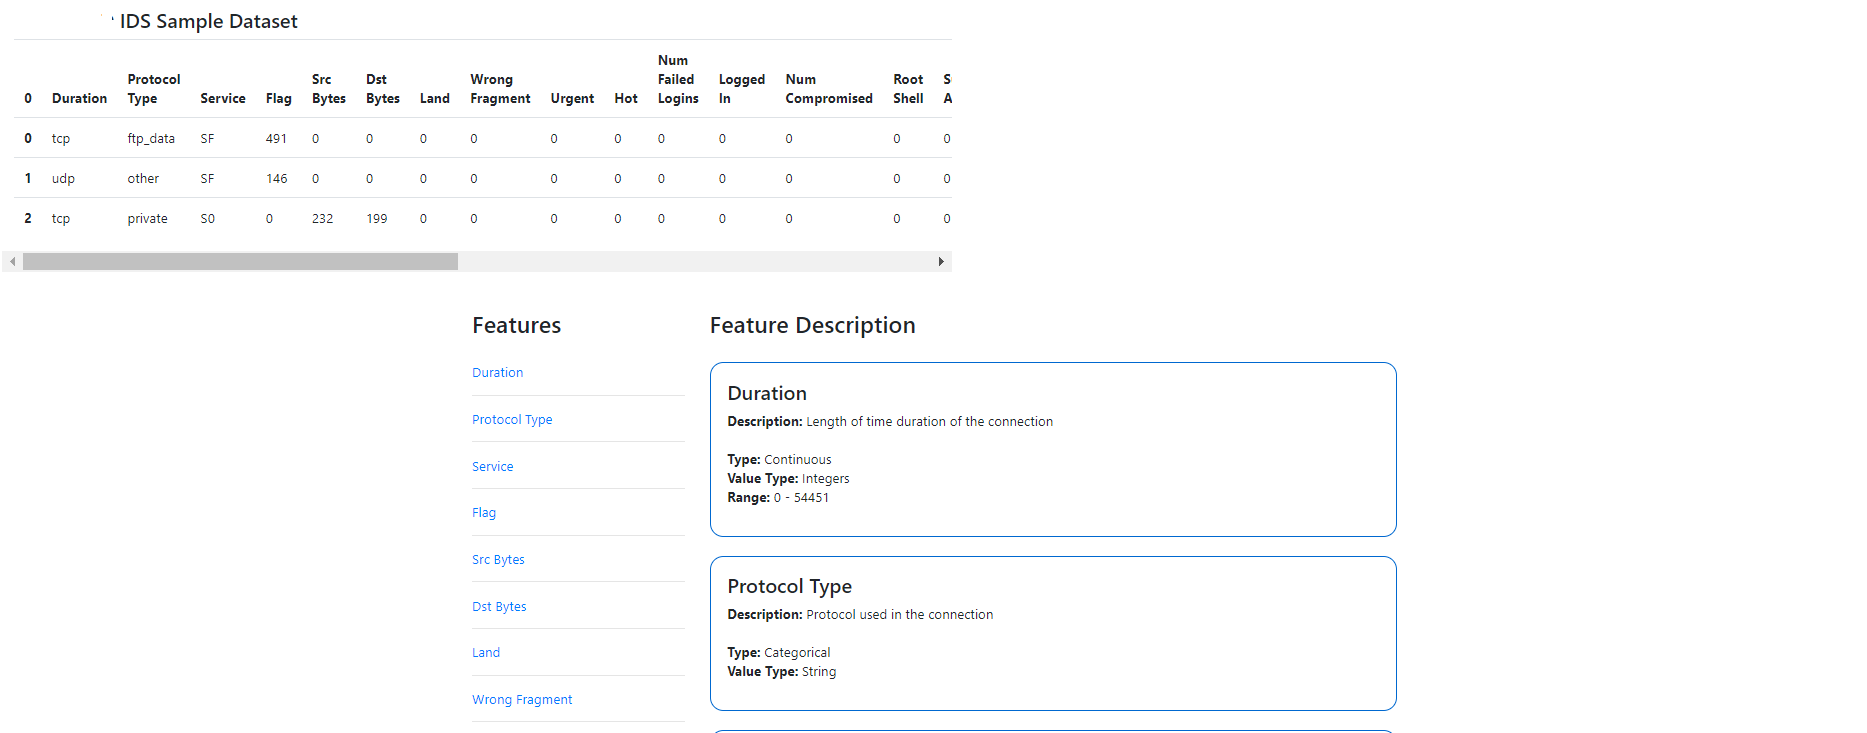 IDS Sample Dataset
0 Duration Protocol Type Service Flag Src Bytes Dst Bytes Land Wrong Fragment Urgent Hot Num Failed Logins Logged In Num Compromised Root Shell S A
0 tcp ftp_data SF 491 0 0 0 0 0 0 0 0 0 0 0
1 udp other SF 146 0 0 0 0 0 0 0 0 0 0 0
2 tcp private S0 0 232 199 0 0 0 0 0 0 0 0 0
Features
Duration
Protocol Type
Service
Flag
Src Bytes
Dst Bytes
Land
Wrong Fragment
Feature Description
Duration
Description: Length of time duration of the connection
Type: Continuous
Value Type: Integers
Range: 0 - 54451
Protocol Type
Description: Protocol used in the connection
Type: Categorical
Value Type: String